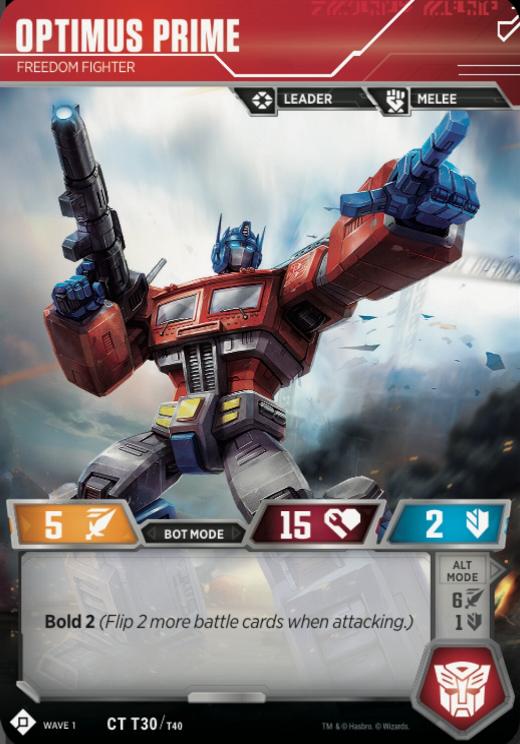 OPTIMUS PRIME
FREEDOM FIGHTER
LEADER
MELEE
5
BOT MODE
15
2
ALT
MODE
6
1
Bold 2 (Flip 2 more battle cards when attacking.)
WAVE 1
CT T30/T40
TM & © Hasbro. © Wizards.